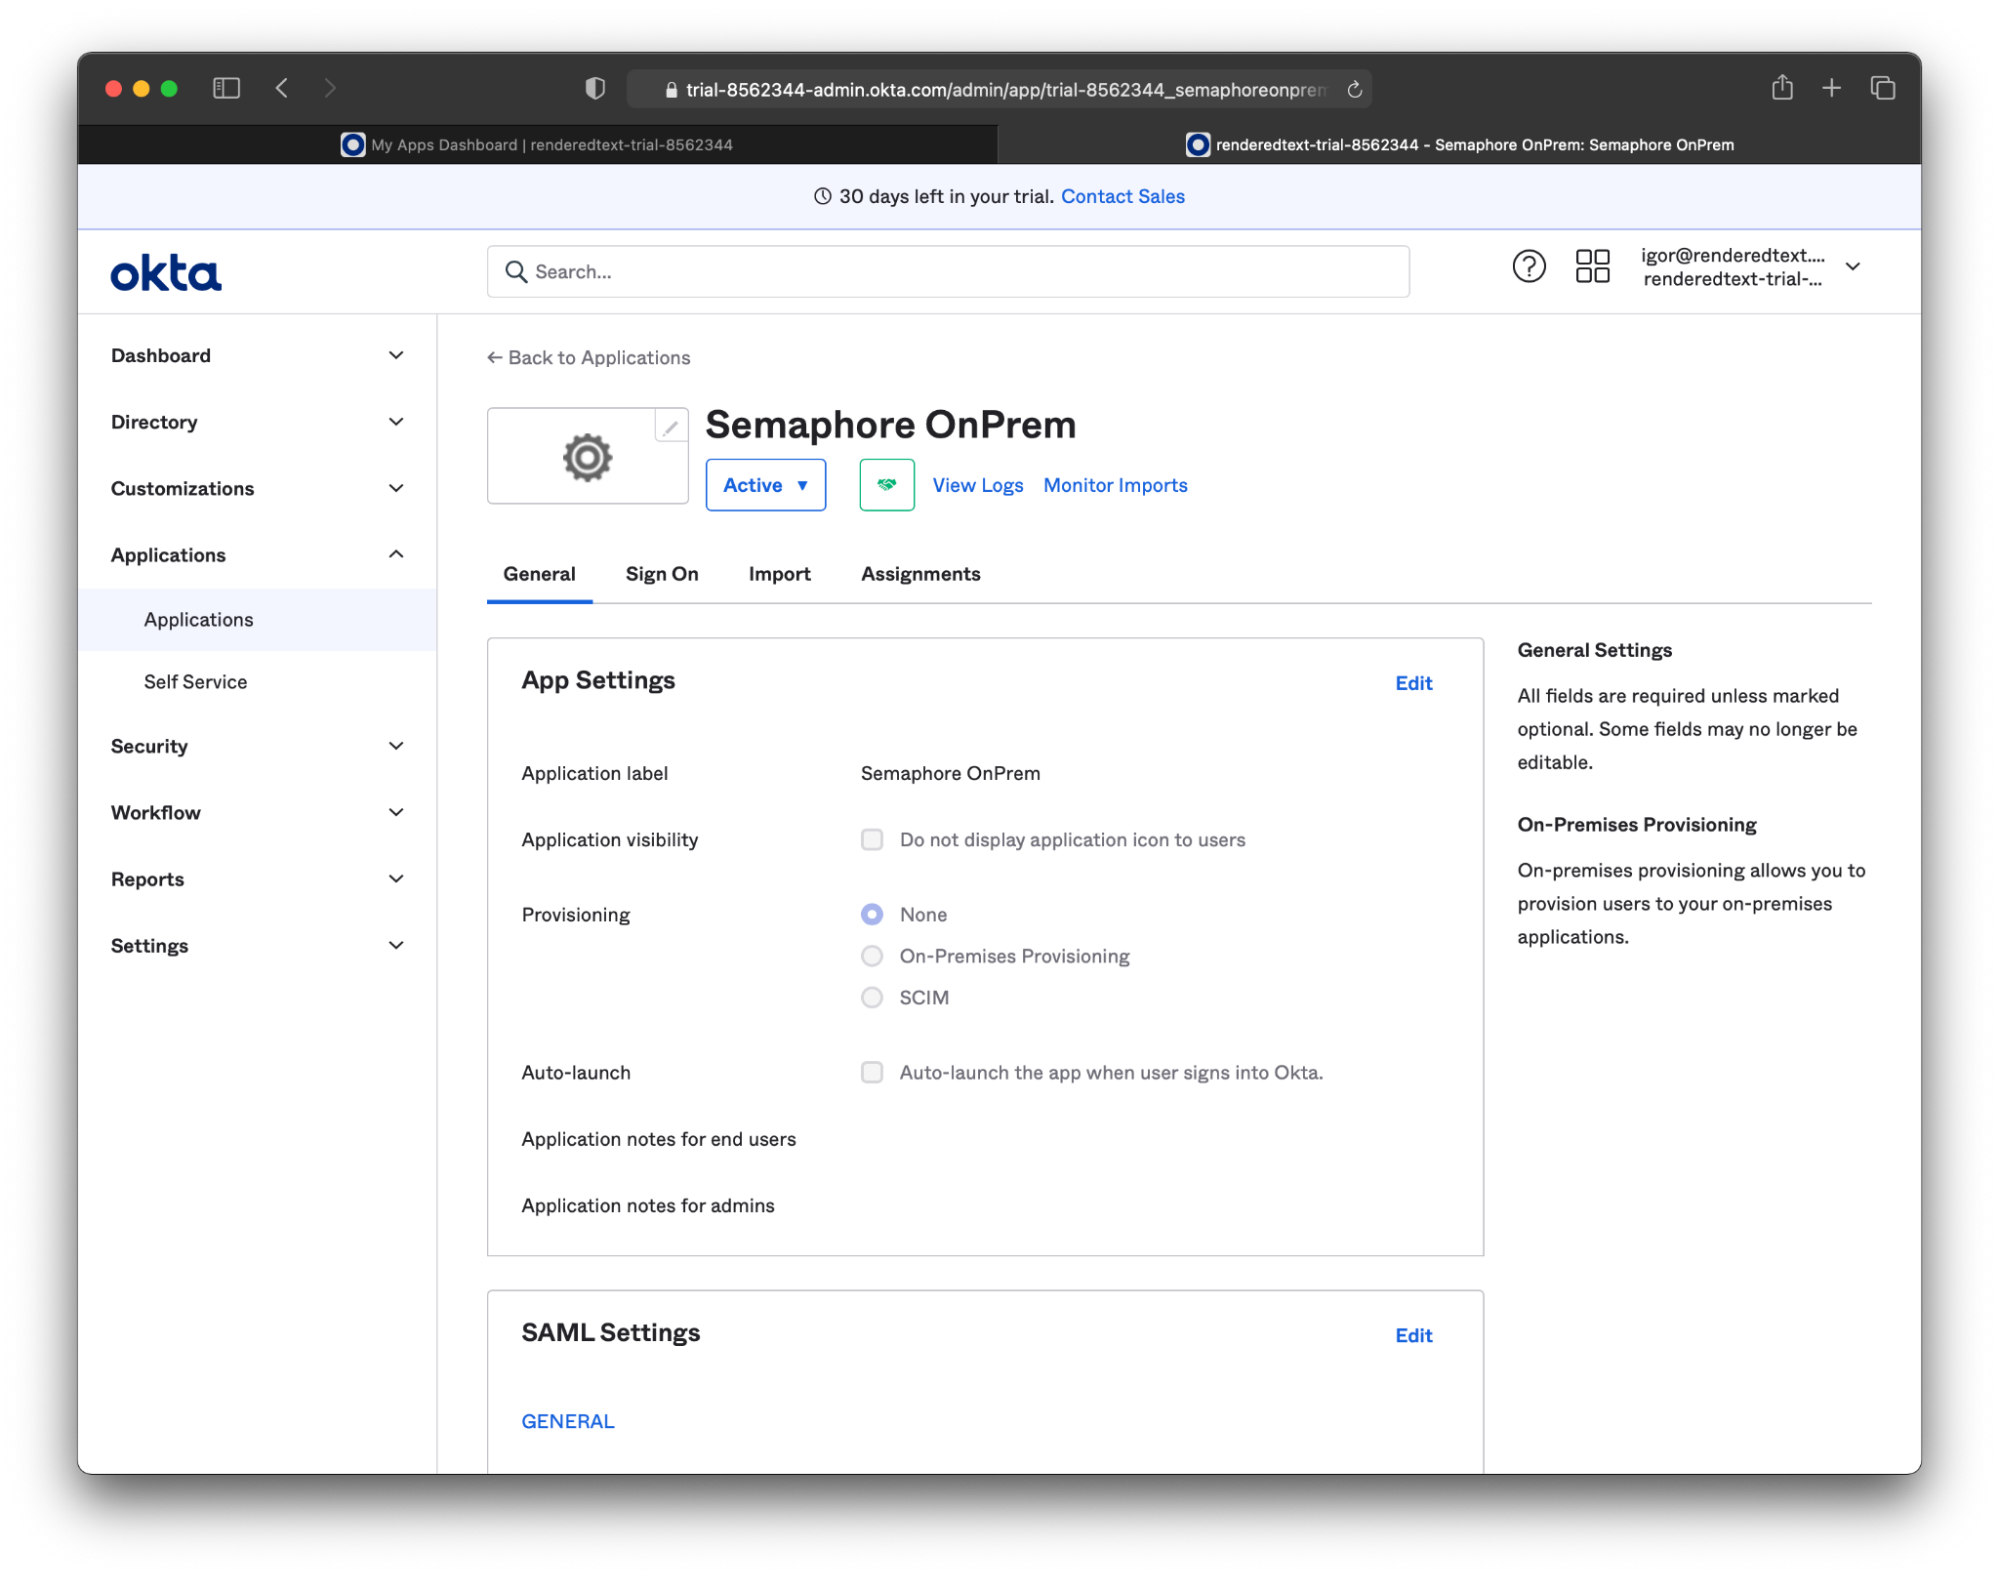 trial-8562344-admin.okta.com/admin/app/trial-8562344_semaphoreonprem
My Apps Dashboard | renderedtext-trial-8562344
renderedtext-trial-8562344 - Semaphore OnPrem: Semaphore OnPrem
30 days left in your trial. Contact Sales
okta
Search...
igor@renderedtext....
renderedtext-trial-...
Dashboard
Directory
Customizations
Applications
Applications
Self Service
Security
Workflow
Reports
Settings
← Back to Applications
Semaphore OnPrem
Active ▼
View Logs
Monitor Imports
General
Sign On
Import
Assignments
App Settings
Edit
Application label
Semaphore OnPrem
Application visibility
Do not display application icon to users
Provisioning
None
On-Premises Provisioning
SCIM
Auto-launch
Auto-launch the app when user signs into Okta.
Application notes for end users
Application notes for admins
SAML Settings
Edit
GENERAL
General Settings
All fields are required unless marked
optional. Some fields may no longer be
editable.
On-Premises Provisioning
On-premises provisioning allows you to
provision users to your on-premises
applications.